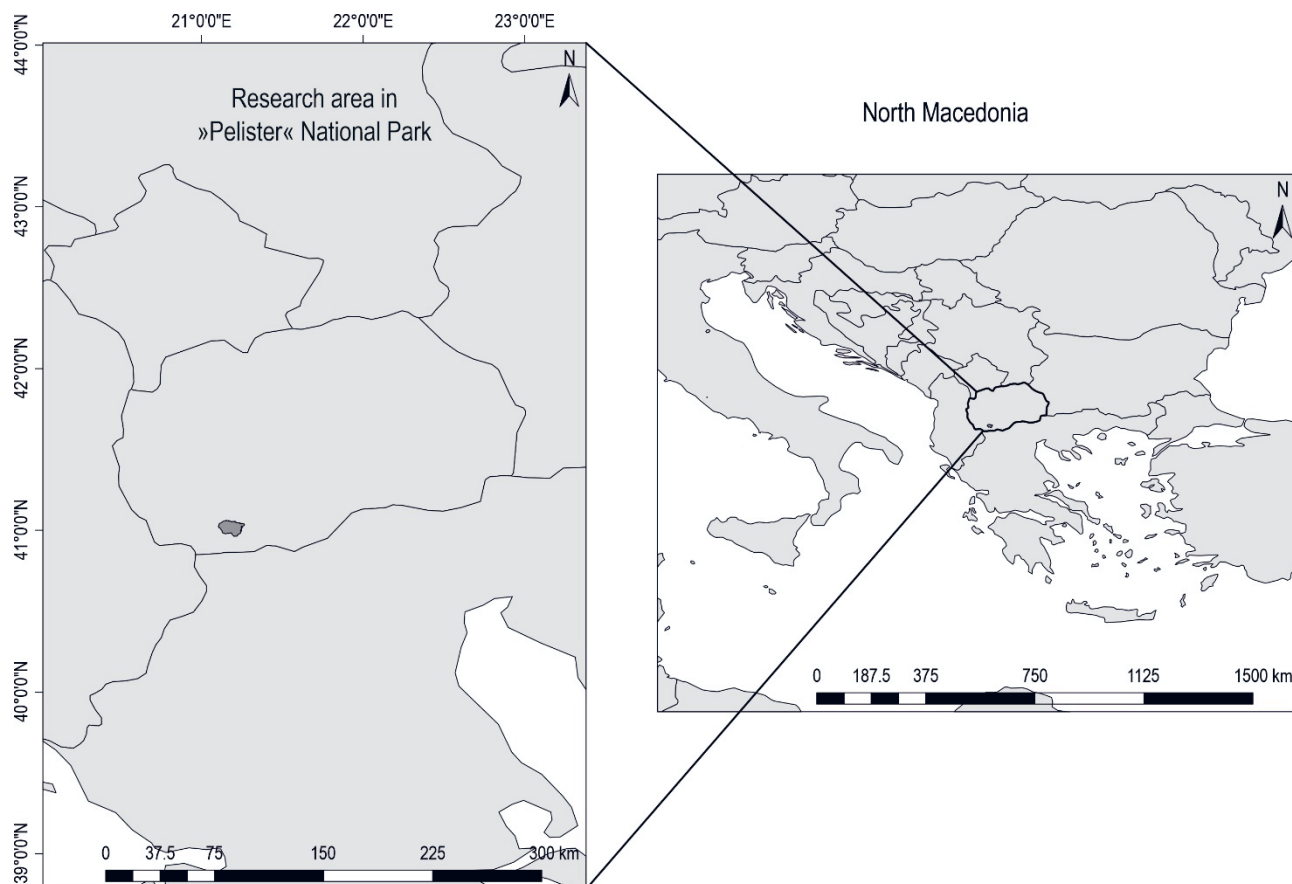 21°0'0"E 22°0'0"E 23°0'0"E
44°0'0"N
43°0'0"N
42°0'0"N
41°0'0"N
40°0'0"N
39°0'0"N
N
Research area in
»Pelister« National Park
0 37.5 75 150 225 300 km
North Macedonia
N
0 187.5 375 750 1125 1500 km